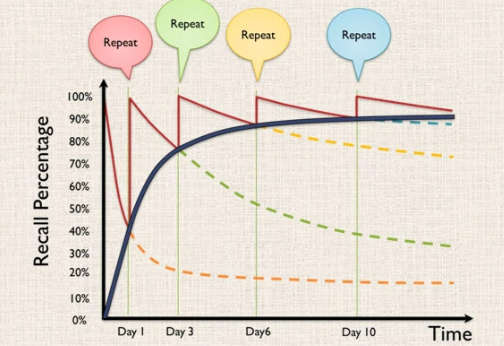 Repeat
Repeat
Repeat
Repeat
Recall Percentage
100%
90%
80%
70%
60%
50%
40%
30%
20%
10%
0%
Day 1
Day 3
Day6
Day 10
Time